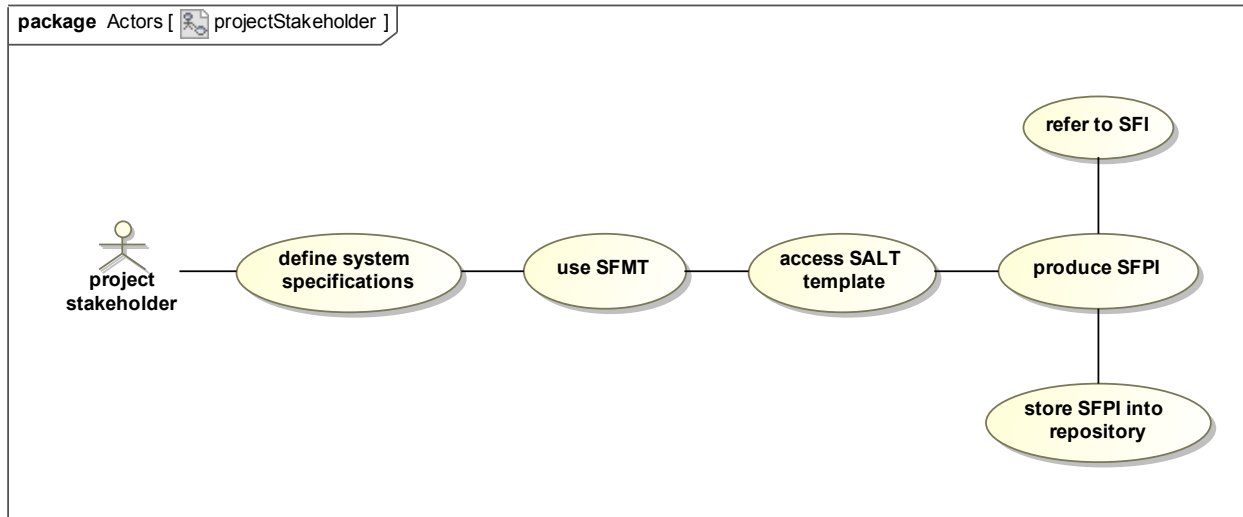 package Actors [ projectStakeholder ]
refer to SFI
project
stakeholder
define system
specifications
use SFMT
access SALT
template
produce SFPI
store SFPI into
repository